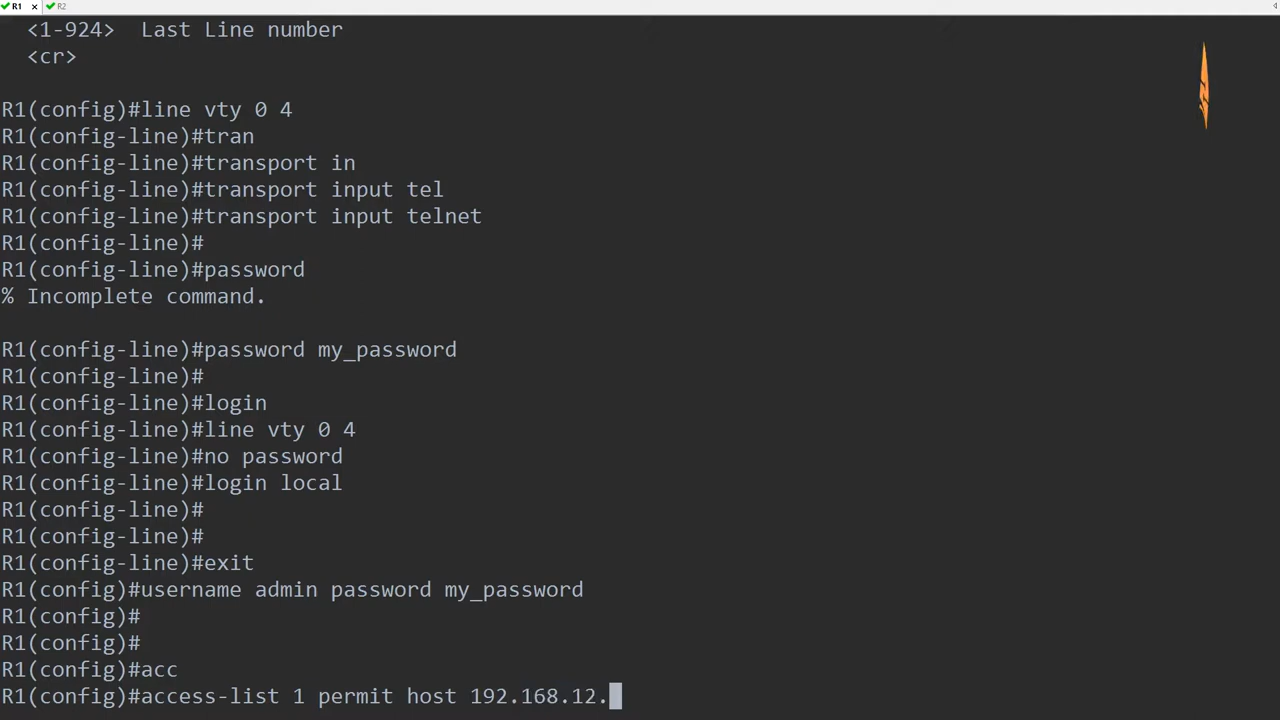 R1
R2
<1-924>  Last Line number
<cr>
R1(config)#line vty 0 4
R1(config-line)#tran
R1(config-line)#transport in
R1(config-line)#transport input tel
R1(config-line)#transport input telnet
R1(config-line)#
R1(config-line)#password
% Incomplete command.
R1(config-line)#password my_password
R1(config-line)#
R1(config-line)#login
R1(config-line)#line vty 0 4
R1(config-line)#no password
R1(config-line)#login local
R1(config-line)#
R1(config-line)#
R1(config-line)#exit
R1(config)#username admin password my_password
R1(config)#
R1(config)#
R1(config)#acc
R1(config)#access-list 1 permit host 192.168.12.